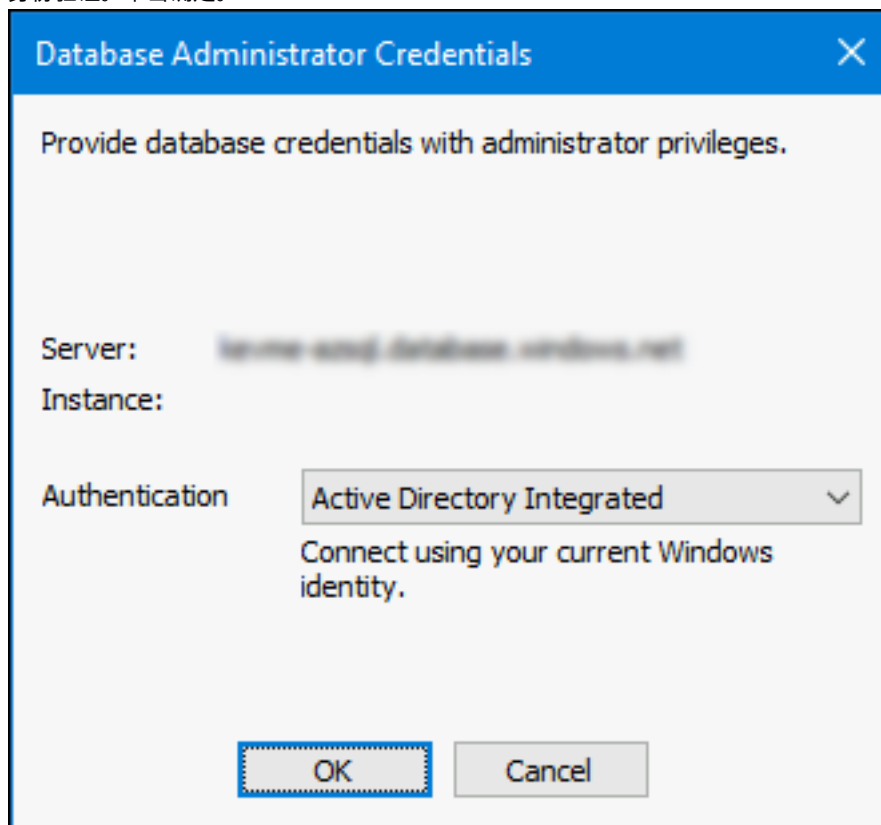 Database Administrator Credentials
Provide database credentials with administrator privileges.
Server:
Instance:
Authentication
Active Directory Integrated
Connect using your current Windows
identity.
OK
Cancel